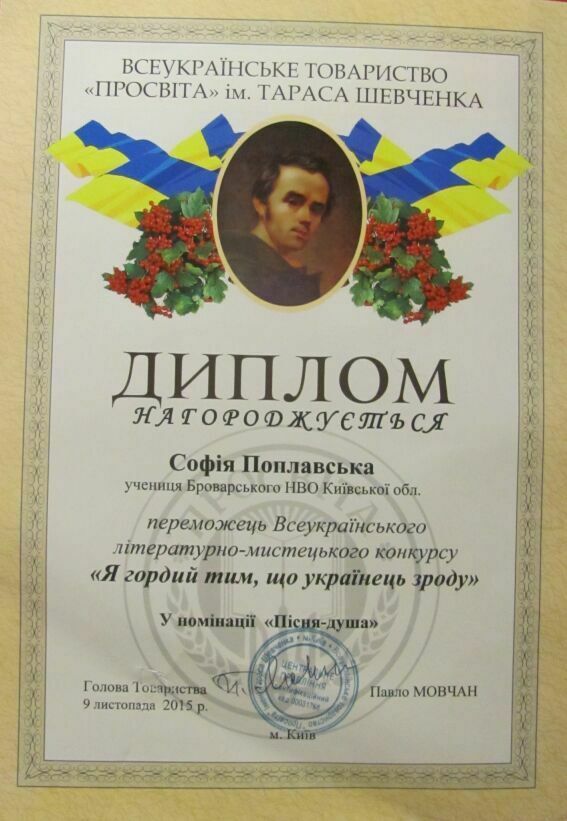 ВСЕУКРАЇНСЬКЕ ТОВАРИСТВО
«ПРОСВІТА» ім. ТАРАСА ШЕВЧЕНКА
ДИПЛОМ
НАГОРОДЖУЄТЬСЯ
Софія Поплавська
учениця Броварського НВО Київської обл.
переможець Всеукраїнського
літературно-мистецького конкурсу
«Я гордий тим, що українець зроду»
У номінації «Пісня-душа»
Голова Товариства
9 листопада 2015 р.
Павло МОВЧАН
м. Київ
ПРОСВІТА